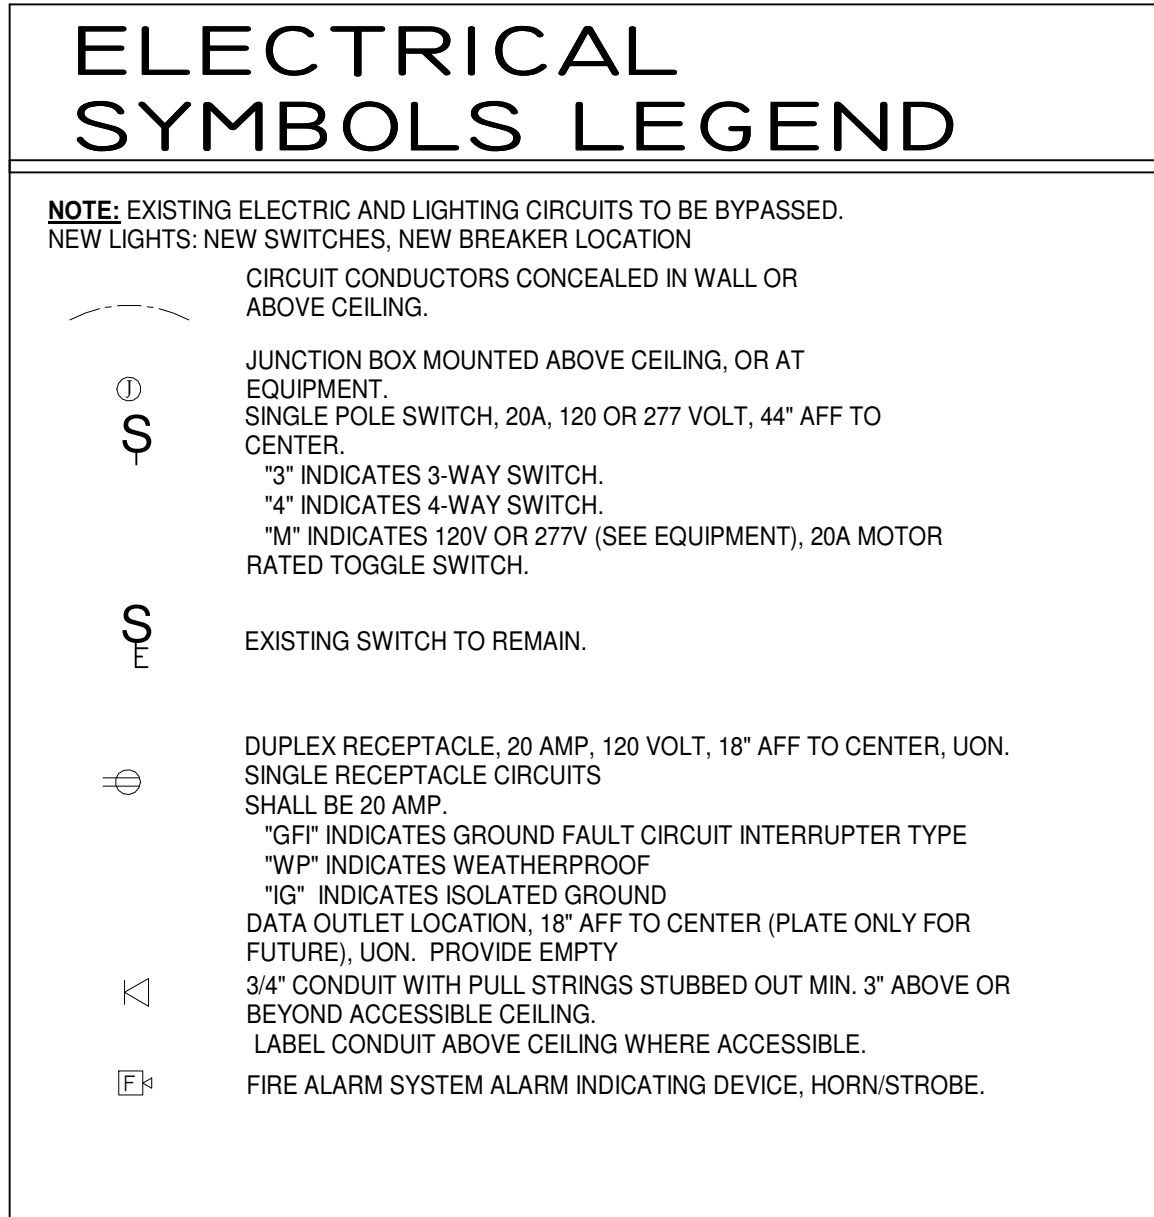 ELECTRICAL
SYMBOLS LEGEND
NOTE: EXISTING ELECTRIC AND LIGHTING CIRCUITS TO BE BYPASSED.
NEW LIGHTS: NEW SWITCHES, NEW BREAKER LOCATION
CIRCUIT CONDUCTORS CONCEALED IN WALL OR
ABOVE CEILING.
JUNCTION BOX MOUNTED ABOVE CEILING, OR AT
J EQUIPMENT.
SINGLE POLE SWITCH, 20A, 120 OR 277 VOLT, 44" AFF TO
S CENTER.
"3" INDICATES 3-WAY SWITCH.
"4" INDICATES 4-WAY SWITCH.
"M" INDICATES 120V OR 277V (SEE EQUIPMENT), 20A MOTOR
RATED TOGGLE SWITCH.
S
E EXISTING SWITCH TO REMAIN.
DUPLEX RECEPTACLE, 20 AMP, 120 VOLT, 18" AFF TO CENTER, UON.
SINGLE RECEPTACLE CIRCUITS
SHALL BE 20 AMP.
"GFI" INDICATES GROUND FAULT CIRCUIT INTERRUPTER TYPE
"WP" INDICATES WEATHERPROOF
"IG" INDICATES ISOLATED GROUND
DATA OUTLET LOCATION, 18" AFF TO CENTER (PLATE ONLY FOR
FUTURE), UON. PROVIDE EMPTY
3/4" CONDUIT WITH PULL STRINGS STUBBED OUT MIN. 3" ABOVE OR
BEYOND ACCESSIBLE CEILING.
LABEL CONDUIT ABOVE CEILING WHERE ACCESSIBLE.
F FIRE ALARM SYSTEM ALARM INDICATING DEVICE, HORN/STROBE.